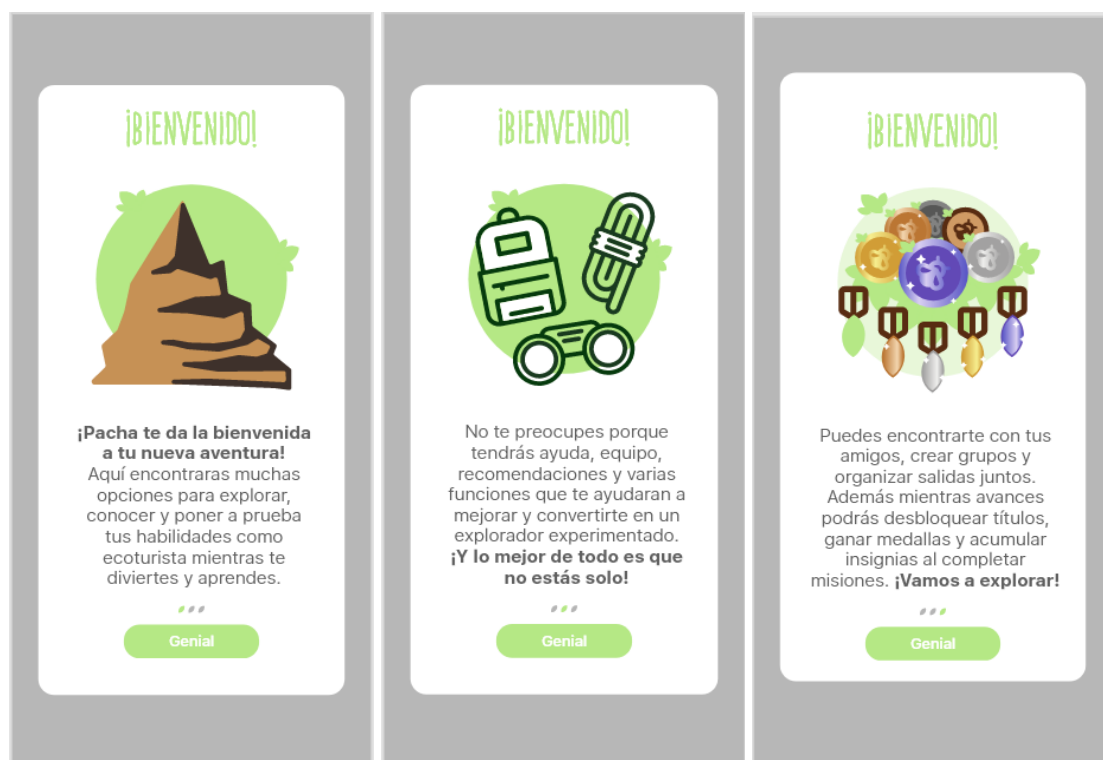 ¡BIENVENIDO!
¡Pacha te da la bienvenida
a tu nueva aventura!
Aquí encontraras muchas
opciones para explorar,
conocer y poner a prueba
tus habilidades como
ecoturista mientras te
diviertes y aprendes.
Genial
¡BIENVENIDO!
No te preocupes porque
tendrás ayuda, equipo,
recomendaciones y varias
funciones que te ayudaran a
mejorar y convertirte en un
explorador experimentado.
¡Y lo mejor de todo es que
no estás solo!
Genial
¡BIENVENIDO!
Puedes encontrarte con tus
amigos, crear grupos y
organizar salidas juntos.
Además mientras avances
podrás desbloquear títulos,
ganar medallas y acumular
insignias al completar
misiones. ¡Vamos a explorar!
Genial